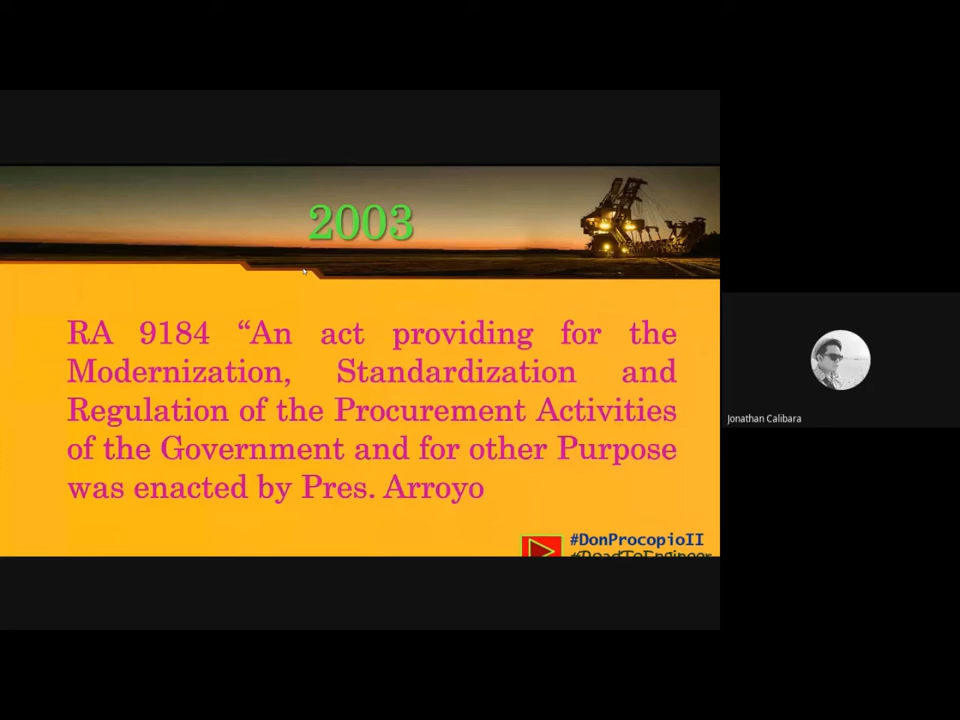 2003
RA 9184 “An act providing for the
Modernization, Standardization and
Regulation of the Procurement Activities
of the Government and for other Purpose
was enacted by Pres. Arroyo
#DonProcopioII
#RoadToEngineer
Jonathan Calibara